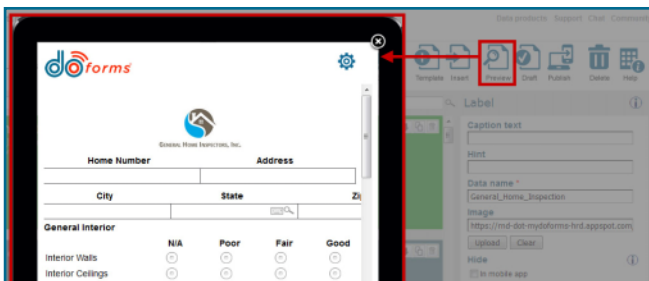 Data products Support Chat Communit
doforms
Template Insert Preview Draft Publish Delete Help
GENERAL HOME INSPECTORS, INC.
Home Number Address
City State Zi
General Interior
N/A Poor Fair Good
Interior Walls
Interior Ceilings
Label
Caption text
Hint
Data name *
General_Home_Inspection
Image
https://rnd-dot-mydoforms-hrd.appspot.com,
Upload Clear
Hide
In mobile app